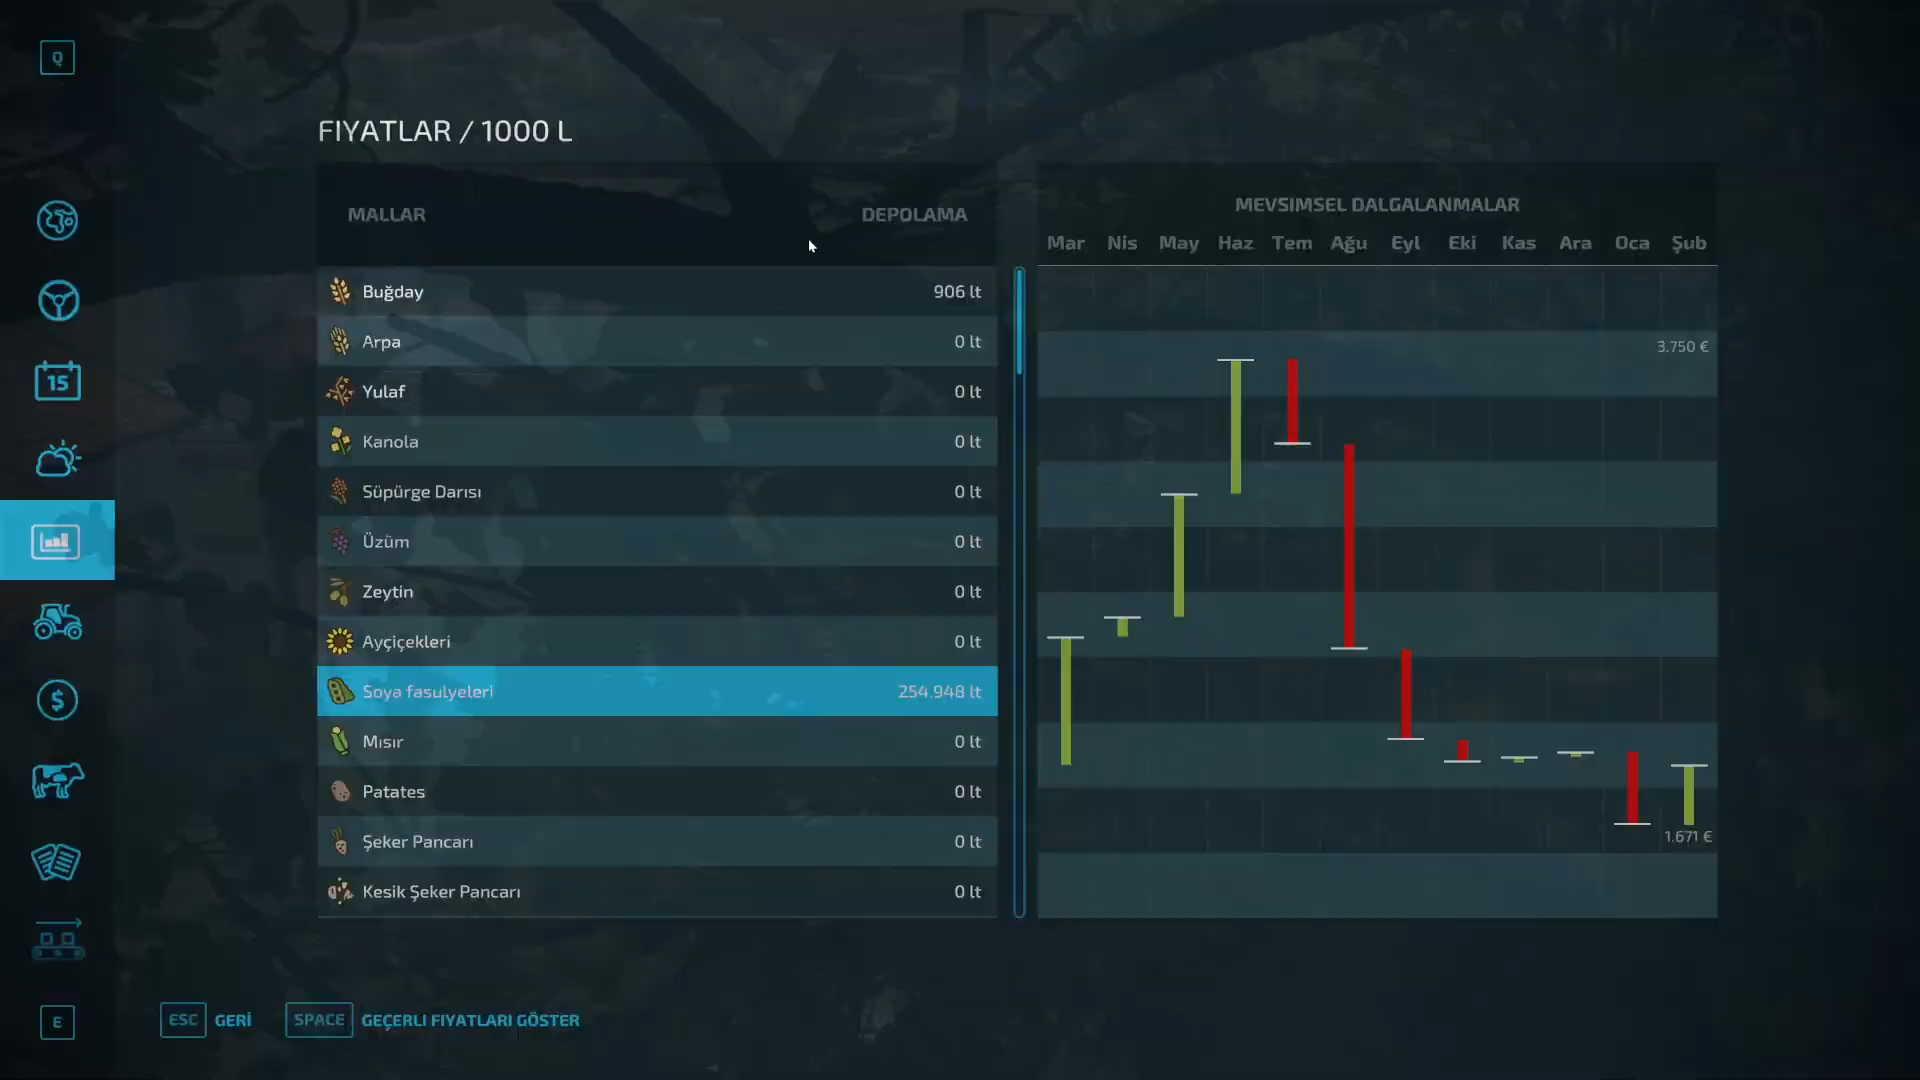 Q
FIYATLAR / 1000 L
MALLAR DEPOLAMA
MEVSIMSEL DALGALANMALAR
Mar Nis May Haz Tem Ağu Eyl Eki Kas Ara Oca Şub
Buğday 906 lt
Arpa 0 lt
3.750 €
Yulaf 0 lt
15
Kanola 0 lt
Süpürge Darısı 0 lt
Üzüm 0 lt
Zeytin 0 lt
Ayçiçekleri 0 lt
Soya fasulyeleri 254.948 lt
$
Mısır 0 lt
Patates 0 lt
Şeker Pancarı 0 lt
1.671 €
Kesik Şeker Pancarı 0 lt
E
ESC GERİ SPACE GEÇERLI FIYATLARI GÖSTER